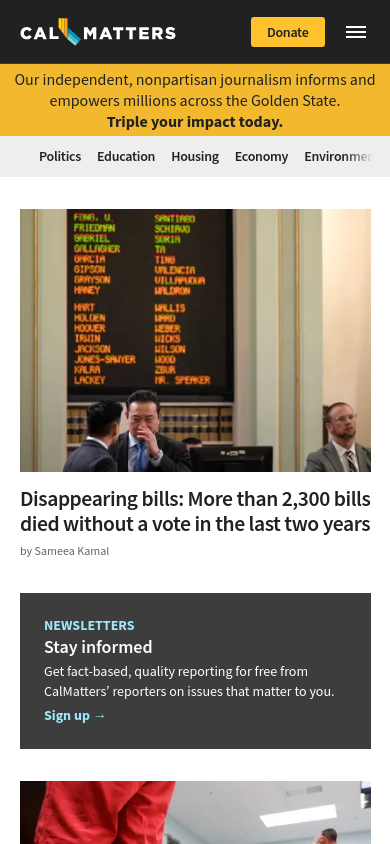 CALMATTERS
Donate
Our independent, nonpartisan journalism informs and
empowers millions across the Golden State.
Triple your impact today.
Politics Education Housing Economy
FONG, V. SANTIAGO
FRIEDMAN SCHIAVO
GABRIEL SORIA
GALLAGHER TA
GARCIA TING
GIPSON VALENCIA
GRAYSON VILLAPUDUA
HANEY WALDRON
HART WALLIS
HOLDEN WARD
HOOVER WEBER
IRWIN WICKS
JACKSON WILSON
JONES-SAWYER WOOD
KALRA ZBUR
LACKEY MR. SPEAKER
Disappearing bills: More than 2,300 bills
died without a vote in the last two years
by Sameea Kamal
NEWSLETTERS
Stay informed
Get fact-based, quality reporting for free from
CalMatters’ reporters on issues that matter to you.
Sign up →